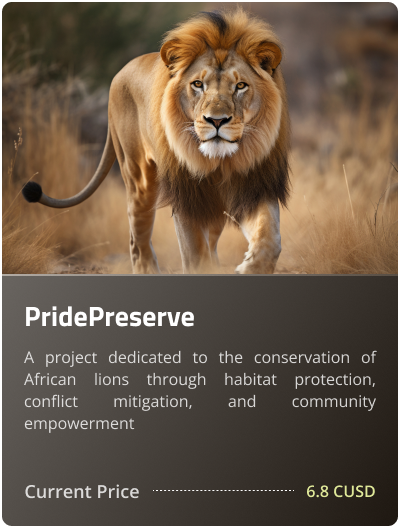 PridePreserve
A project dedicated to the conservation of
African lions through habitat protection,
conflict mitigation, and community
empowerment
Current Price 6.8 CUSD